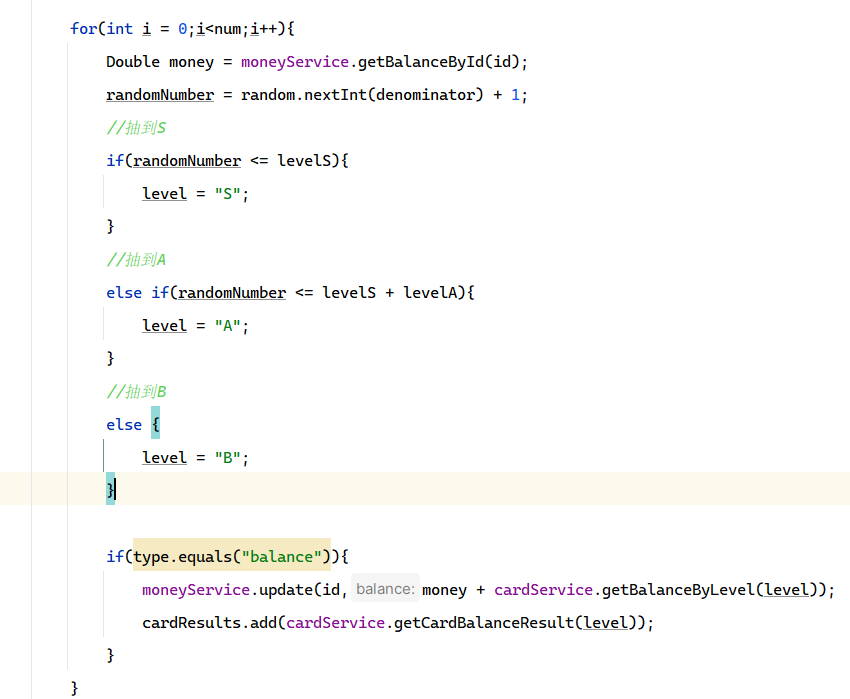 for(int i = 0;i<num;i++){
Double money = moneyService.getBalanceById(id);
randomNumber = random.nextInt(denominator) + 1;
//抽到S
if(randomNumber <= levelS){
level = "S";
}
//抽到A
else if(randomNumber <= levelS + levelA){
level = "A";
}
//抽到B
else {
level = "B";
}
if(type.equals("balance")){
moneyService.update(id, balance: money + cardService.getBalanceByLevel(level));
cardResults.add(cardService.getCardBalanceResult(level));
}
}